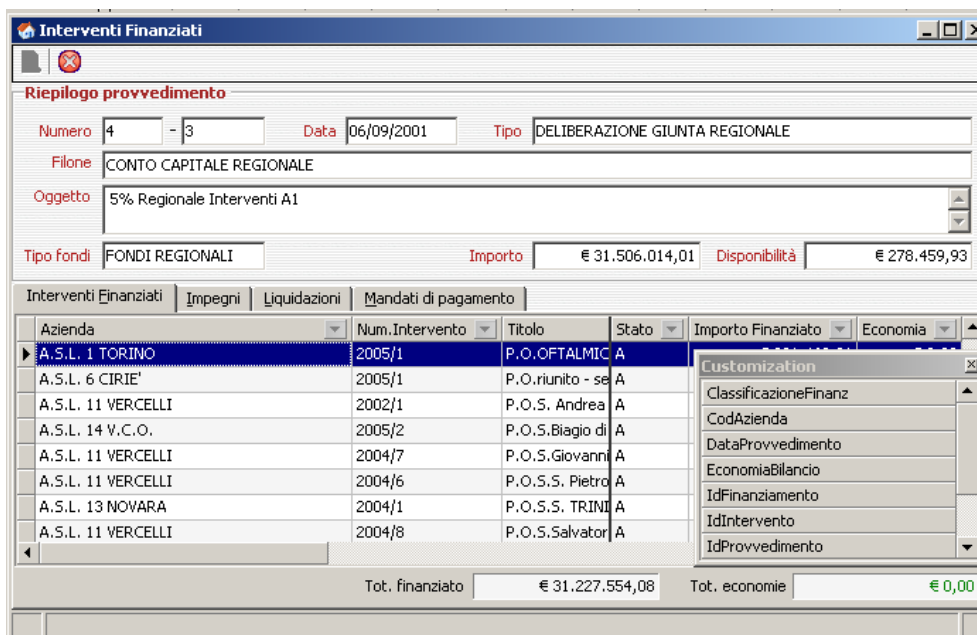 Interventi Finanziati
Riepilogo provvedimento
Numero 4 - 3 Data 06/09/2001 Tipo DELIBERAZIONE GIUNTA REGIONALE
Filone CONTO CAPITALE REGIONALE
Oggetto 5% Regionale Interventi A1
Tipo fondi FONDI REGIONALI Importo € 31.506.014,01 Disponibilità € 278.459,93
Interventi Finanziati Impegni Liquidazioni Mandati di pagamento
Azienda Num.Intervento Titolo Stato Importo Finanziato Economia
A.S.L. 1 TORINO 2005/1 P.O.OFTALMIC A
A.S.L. 6 CIRIE' 2005/1 P.O.riunito - se A
A.S.L. 11 VERCELLI 2002/1 P.O.S. Andrea A
A.S.L. 14 V.C.O. 2005/2 P.O.S.Biagio di A
A.S.L. 11 VERCELLI 2004/7 P.O.S.Giovanni A
A.S.L. 11 VERCELLI 2004/6 P.O.S.S. Pietro A
A.S.L. 13 NOVARA 2004/1 P.O.S.S. TRINI A
A.S.L. 11 VERCELLI 2004/8 P.O.S.Salvator A
Customization
ClassificazioneFinanz
CodAzienda
DataProvvedimento
EconomiaBilancio
IdFinanziamento
IdIntervento
IdProvvedimento
Tot. finanziato € 31.227.554,08 Tot. economie € 0,00